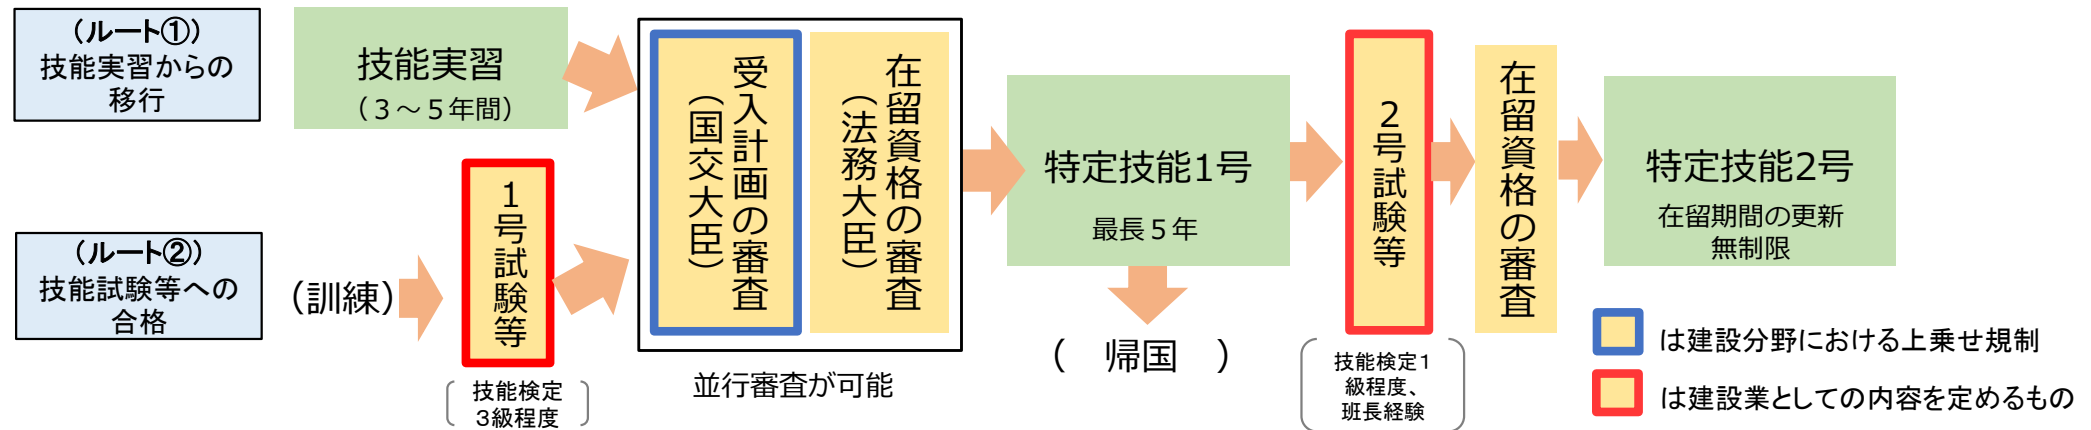 （ルート①）
技能実習からの
移行
技能実習
（３～５年間）
（ルート②）
技能試験等への
合格
（訓練）
１号試験等
技能検定
3級程度
受入計画の審査
（国交大臣）
在留資格の審査
（法務大臣）
並行審査が可能
特定技能1号
最長５年
（　帰国　）
２号試験等
技能検定１
級程度、
班長経験
在留資格の審査
特定技能2号
在留期間の更新
無制限
は建設分野における上乗せ規制
は建設業としての内容を定めるもの